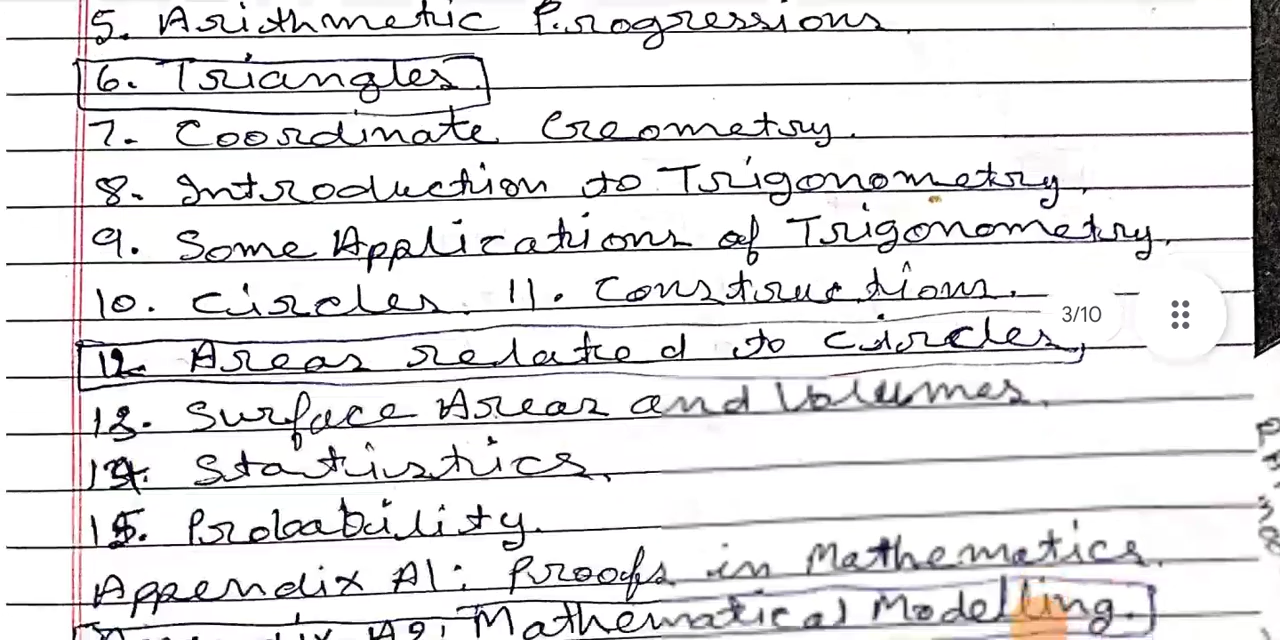 5. Arithmetic Progressions.
6. Triangles.
7. Coordinate Geometry.
8. Introduction to Trigonometry.
9. Some Applications of Trigonometry.
10. Circles. 11. Constructions.
3/10
12. Areas related to circles,
13. Surface Areas and Volumes.
14. Statistics.
15. Probability.
Appendix A1: Proofs in Mathematics.
A2: Mathematical Modelling.